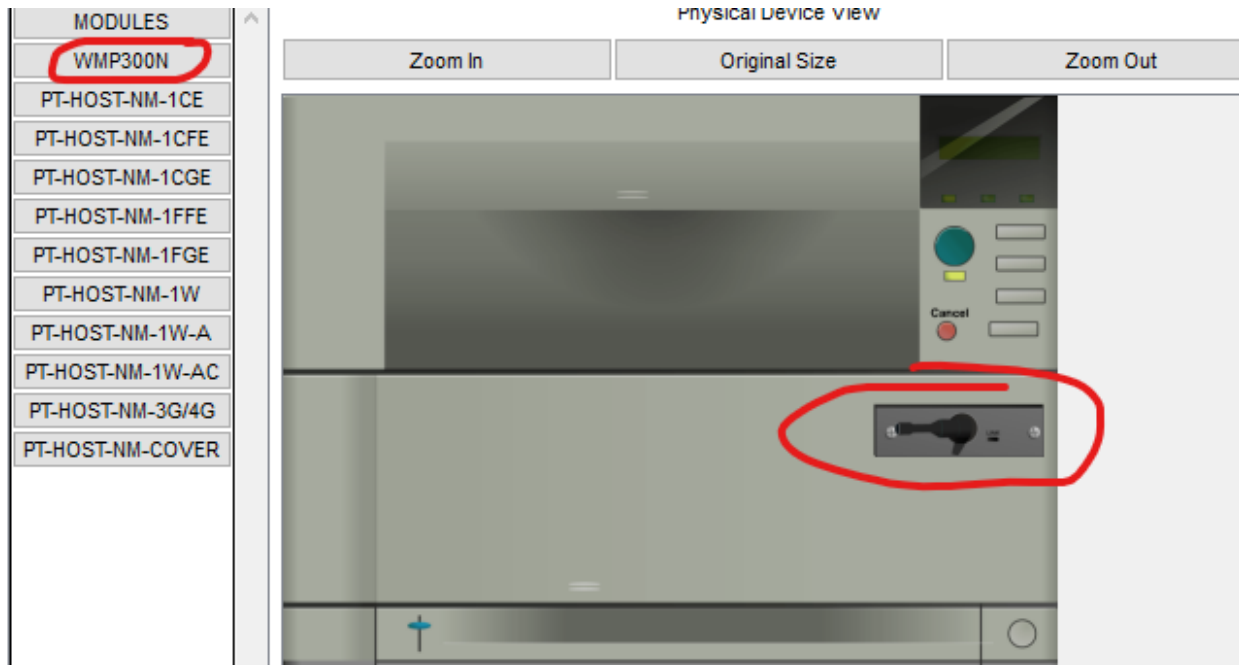 MODULES
WMP300N
PT-HOST-NM-1CE
PT-HOST-NM-1CFE
PT-HOST-NM-1CGE
PT-HOST-NM-1FFE
PT-HOST-NM-1FGE
PT-HOST-NM-1W
PT-HOST-NM-1W-A
PT-HOST-NM-1W-AC
PT-HOST-NM-3G/4G
PT-HOST-NM-COVER
Physical Device View
Zoom In
Original Size
Zoom Out
Cancel